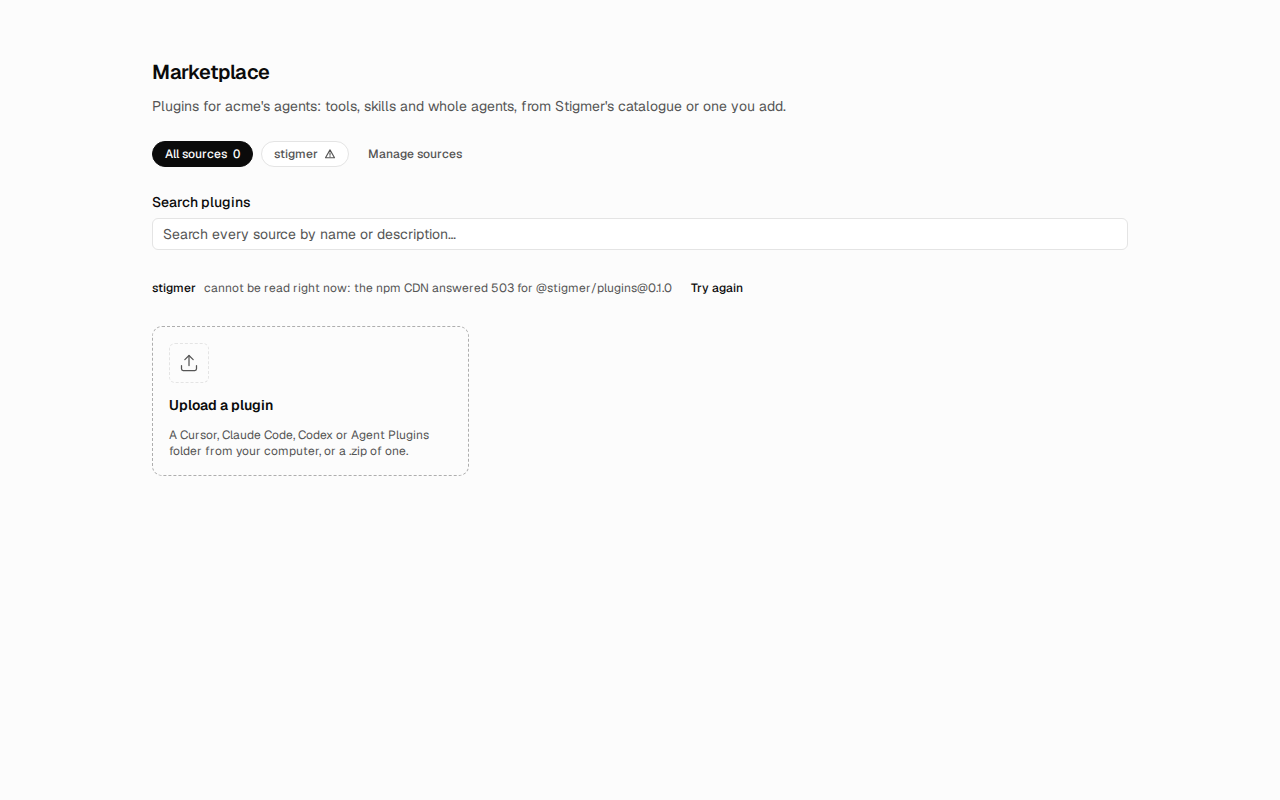 Marketplace
Plugins for acme's agents: tools, skills and whole agents, from Stigmer's catalogue or one you add.
All sources 0
stigmer
Manage sources
Search plugins
Search every source by name or description…
stigmer cannot be read right now: the npm CDN answered 503 for @stigmer/plugins@0.1.0 Try again
Upload a plugin
A Cursor, Claude Code, Codex or Agent Plugins
folder from your computer, or a .zip of one.